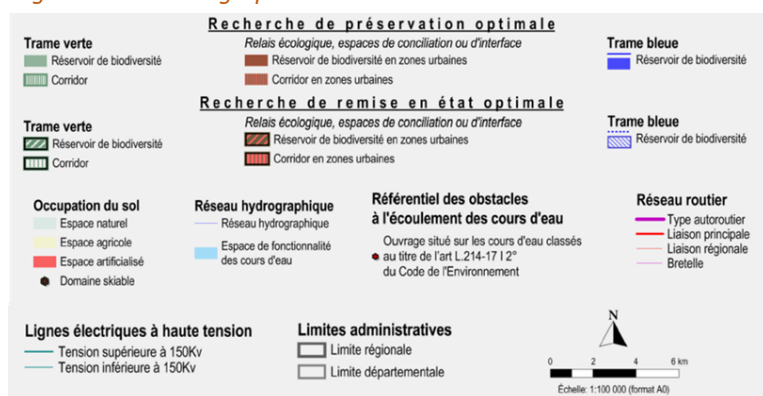 Recherche de préservation optimale
Trame verte
Réservoir de biodiversité
Corridor
Relais écologique, espaces de conciliation ou d'interface
Réservoir de biodiversité en zones urbaines
Corridor en zones urbaines
Trame bleue
Réservoir de biodiversité
Recherche de remise en état optimale
Trame verte
Réservoir de biodiversité
Corridor
Relais écologique, espaces de conciliation ou d'interface
Réservoir de biodiversité en zones urbaines
Corridor en zones urbaines
Trame bleue
Réservoir de biodiversité
Occupation du sol
Espace naturel
Espace agricole
Espace artificialisé
Domaine skiable
Réseau hydrographique
Réseau hydrographique
Espace de fonctionnalité
des cours d'eau
Référentiel des obstacles
à l'écoulement des cours d'eau
Ouvrage situé sur les cours d'eau classés
au titre de l'art L.214-17 I 2°
du Code de l'Environnement
Réseau routier
Type autoroutier
Liaison principale
Liaison régionale
Bretelle
Lignes électriques à haute tension
Tension supérieure à 150Kv
Tension inférieure à 150Kv
Limites administratives
Limite régionale
Limite départementale
N
0 2 4 6 km
Échelle: 1:100 000 (format A0)